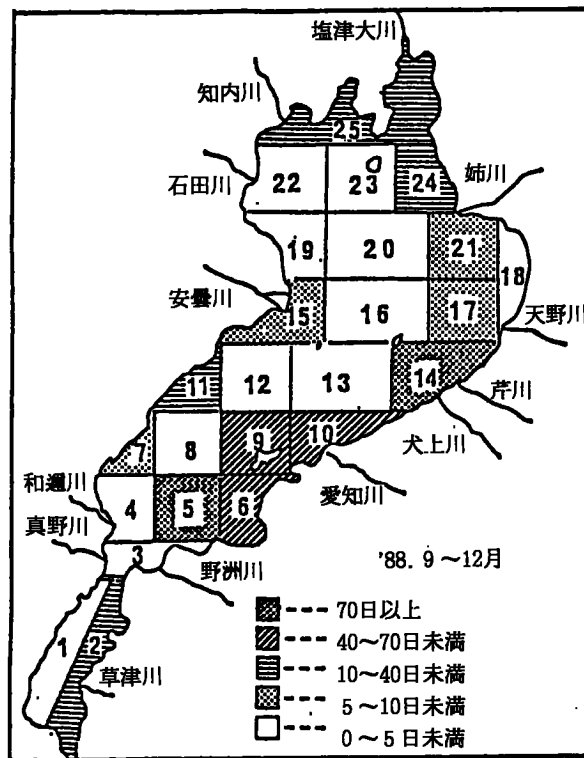 塩津大川
知内川
25
石田川
22
23
24
姉川
19
20
21
18
安曇川
15
16
17
天野川
11
12
13
14
芹川
犬上川
7
8
9
10
愛知川
和邇川
4
5
6
真野川
3
野洲川
'88. 9～12月
1
2
草津川
70日以上
40～70日未満
10～40日未満
5～10日未満
0～5日未満